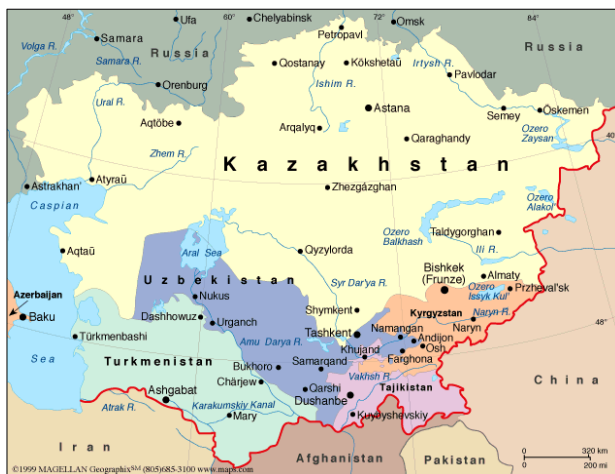 48°
60°
72°
84°
Ufa
Chelyabinsk
Omsk
Petropavl
Volga R.
Samara
Samara R.
Russia
Russia
Qostanay
Kökshetaū
Irtysh R.
Pavlodar
Orenburg
Ishim R.
Ural R.
Astana
Semey
Öskemen
Aqtöbe
Arqalyq
Qaraghandy
Ozero
Zaysan
40
Zhem R.
Kazakhstan
Astrakhan'
Atyraū
Zhezgázghan
Caspian
Ozero
Alakol'
Ozero
Balkhash
Taldygorghan
Aqtaū
Aral Sea
Qyzylorda
Ili R.
Uzbekistan
Syr Dar'ya R.
Bishkek
(Frunze)
Almaty
Ozero
Issyk Kul'
Przheval'sk
Azerbaijan
Nukus
Shymkent
Kyrgyzstan
Naryn R.
Baku
Dashhowuz
Urganch
Tashkent
Namangan
Naryn
48°
Türkmenbashi
Amu Darya R.
Andijon
Khujand
Osh
Sea
Turkmenistan
Bukhoro
Samarqand
Farghona
Vakhsh R.
Chärjew
Qarshi
Tajikistan
China
Ashgabat
Dushanbe
Atrak R.
Karakumskiy Kanal
Mary
Kuybyshevskiy
Iran
Afghanistan
Pakistan
0
320
km
0
200 ms
©1999 MAGELLAN Geographix℠ (805)685-3100 www.maps.com